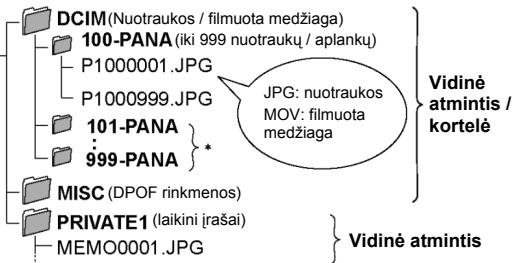 DCIM (Nuotraukos / filmuota medžiaga)
100-PANA (iki 999 nuotraukų / aplankų)
P1000001.JPG
P1000999.JPG
JPG: nuotraukos
MOV: filmuota
medžiaga
Vidinė
atmintis /
kortelė
101-PANA
999-PANA
*
MISC (DPOF rinkmenos)
PRIVATE1 (laikini įrašai)
MEMO0001.JPG
Vidinė atmintis